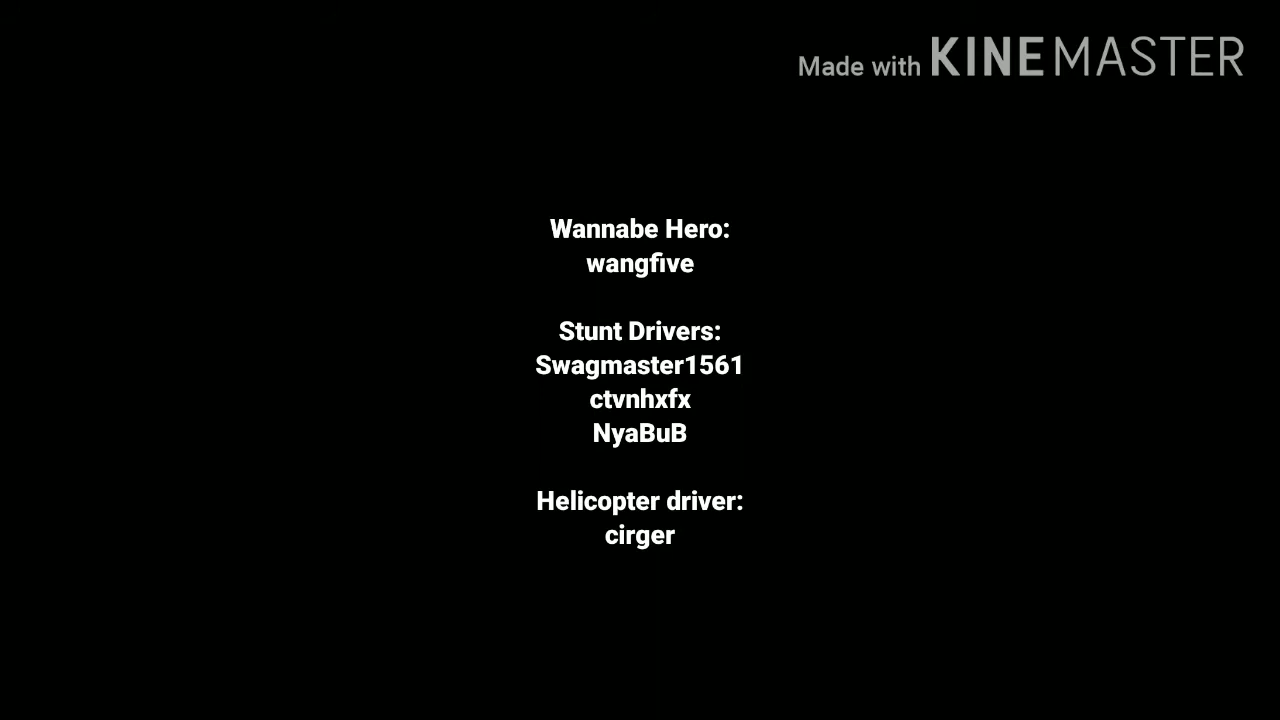 Made with KINEMASTER
Wannabe Hero:
wangfive
Stunt Drivers:
Swagmaster1561
ctvnhxfx
NyaBuB
Helicopter driver:
cirger